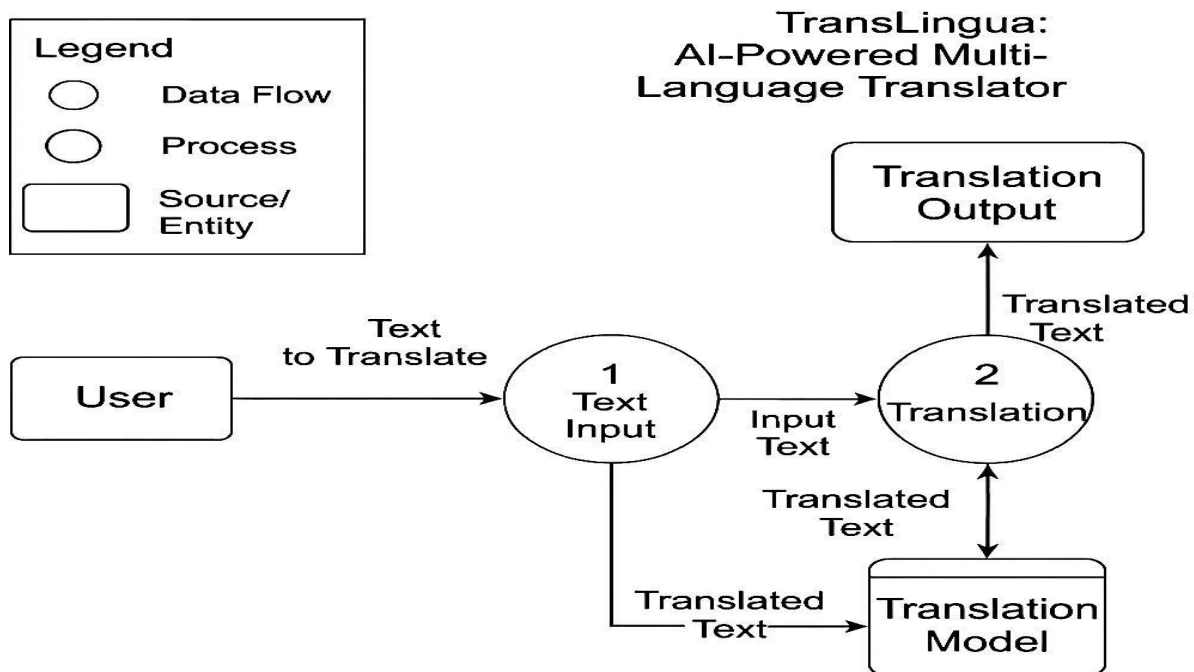 TransLingua:
AI-Powered Multi-
Language Translator
Legend
Data Flow
Process
Source/
Entity
Translation
Output
Translated
Text
Text
to Translate
User
1
Text
Input
Input
Text
2
Translation
Translated
Text
Translated
Text
Translation
Model